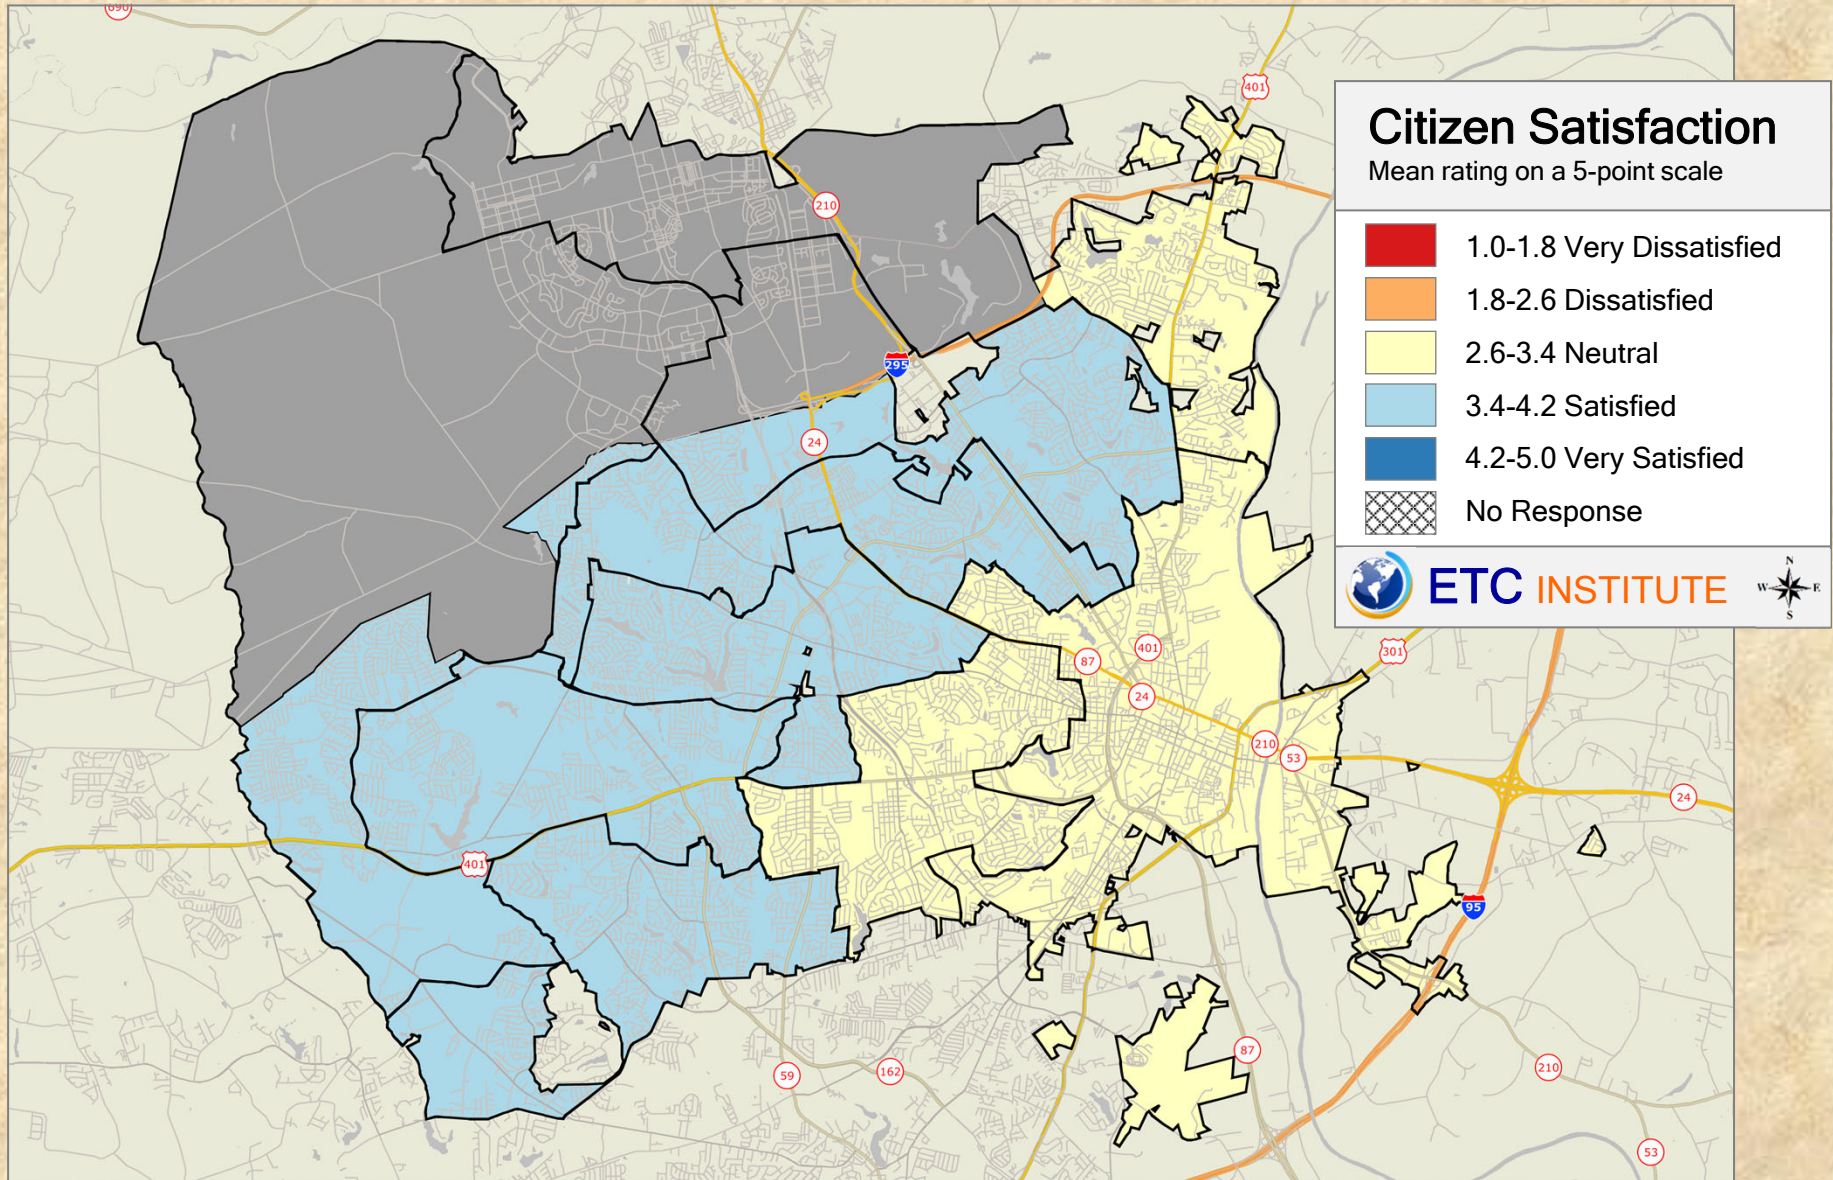 690
401
Citizen Satisfaction
Mean rating on a 5-point scale
210
1.0-1.8 Very Dissatisfied
1.8-2.6 Dissatisfied
2.6-3.4 Neutral
295
3.4-4.2 Satisfied
24
4.2-5.0 Very Satisfied
No Response
ETC INSTITUTE
N
W E
S
401
301
87
24
210
53
24
401
95
87
59
162
210
53